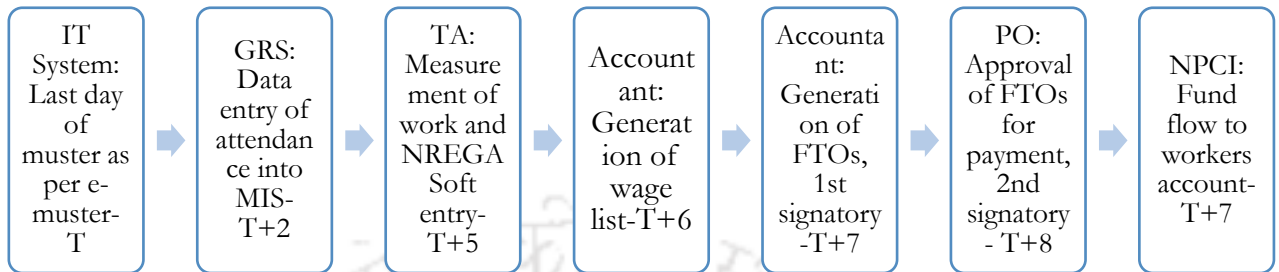 IT
System:
Last day
of
muster as
per e-
muster-
T
GRS:
Data
entry of
attendan
ce into
MIS-
T+2
TA:
Measure
ment of
work and
NREGA
Soft
entry-
T+5
Account
ant:
Generat
ion of
wage
list-T+6
Accounta
nt:
Generati
on of
FTOs,
1st
signatory
-T+7
PO:
Approval
of FTOs
for
payment,
2nd
signatory
- T+8
NPCI:
Fund
flow to
workers
account-
T+7